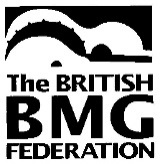 The BRITISH
BMG
FEDERATION